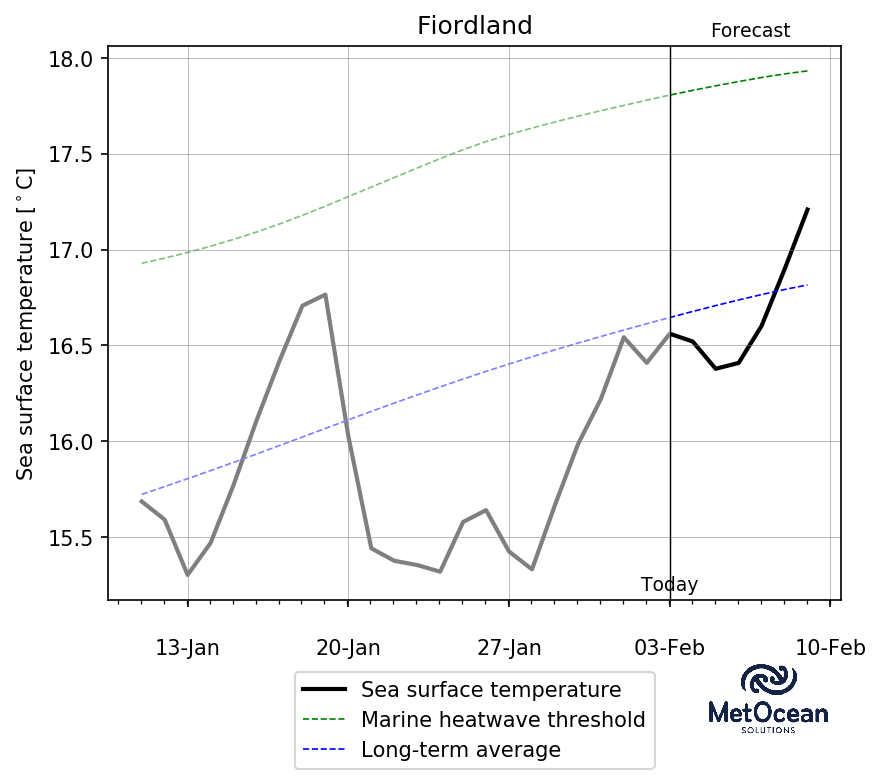 Fiordland
Forecast
18.0
17.5
17.0
16.5
16.0
15.5
Sea surface temperature [°C]
Today
13-Jan 20-Jan 27-Jan 03-Feb 10-Feb
Sea surface temperature
Marine heatwave threshold
Long-term average
MetOcean
SOLUTIONS